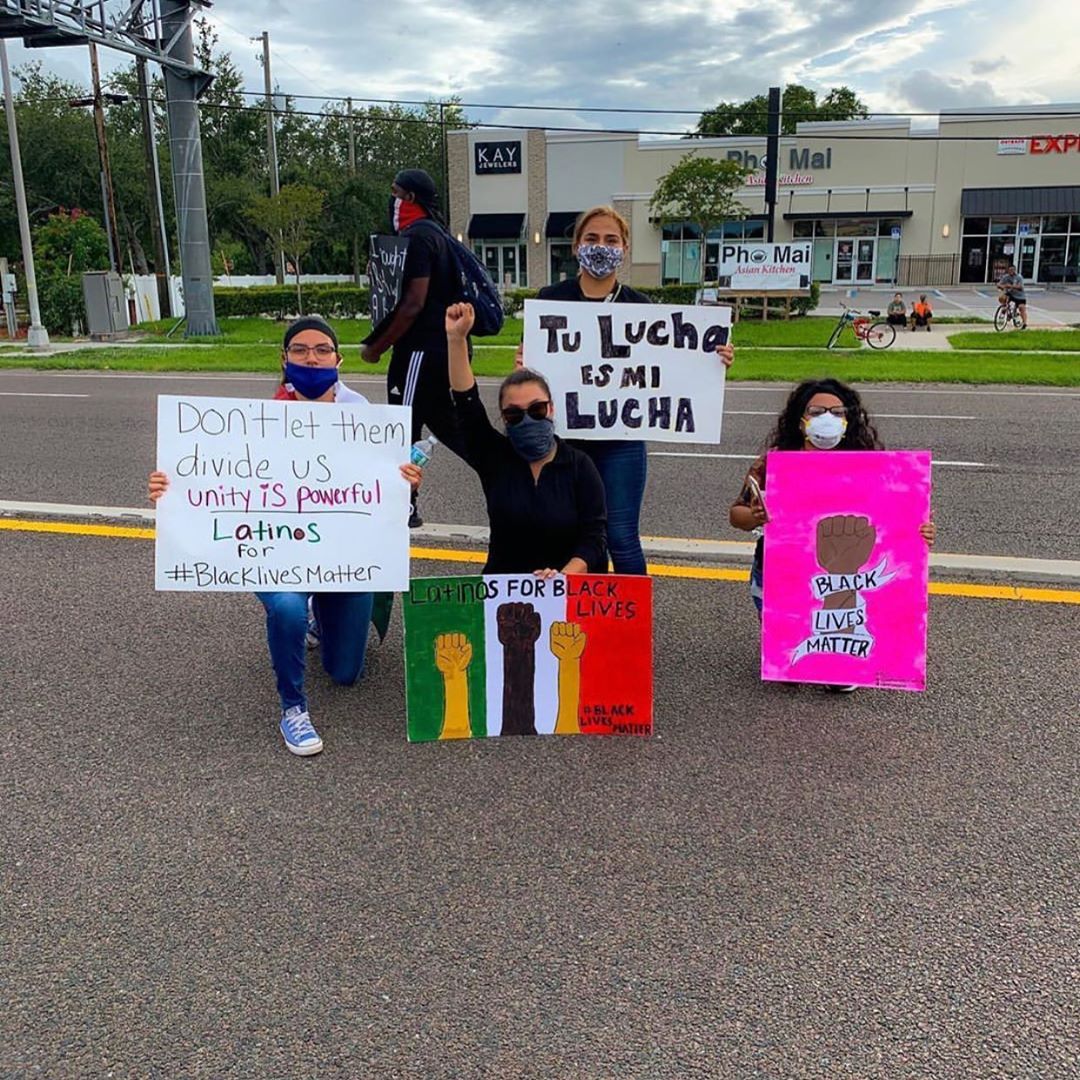 KAY
JEWELERS
Pho Mai
Asian Kitchen
EXP
Pho Mai
Asian Kitchen
Tu Lucha
ES MI
LUCHA
Don't let them
divide us
unity is powerful
Latinos
For
#BlacklivesMatter
Latinos FOR BLACK
LIVES
#BLACK
LIVES
MATTER
BLACK
LIVES
MATTER